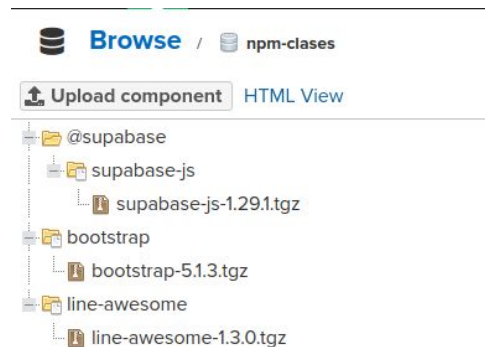 Browse / npm-clases
Upload component HTML View
@supabase
supabase-js
supabase-js-1.29.1.tgz
bootstrap
bootstrap-5.1.3.tgz
line-awesome
line-awesome-1.3.0.tgz